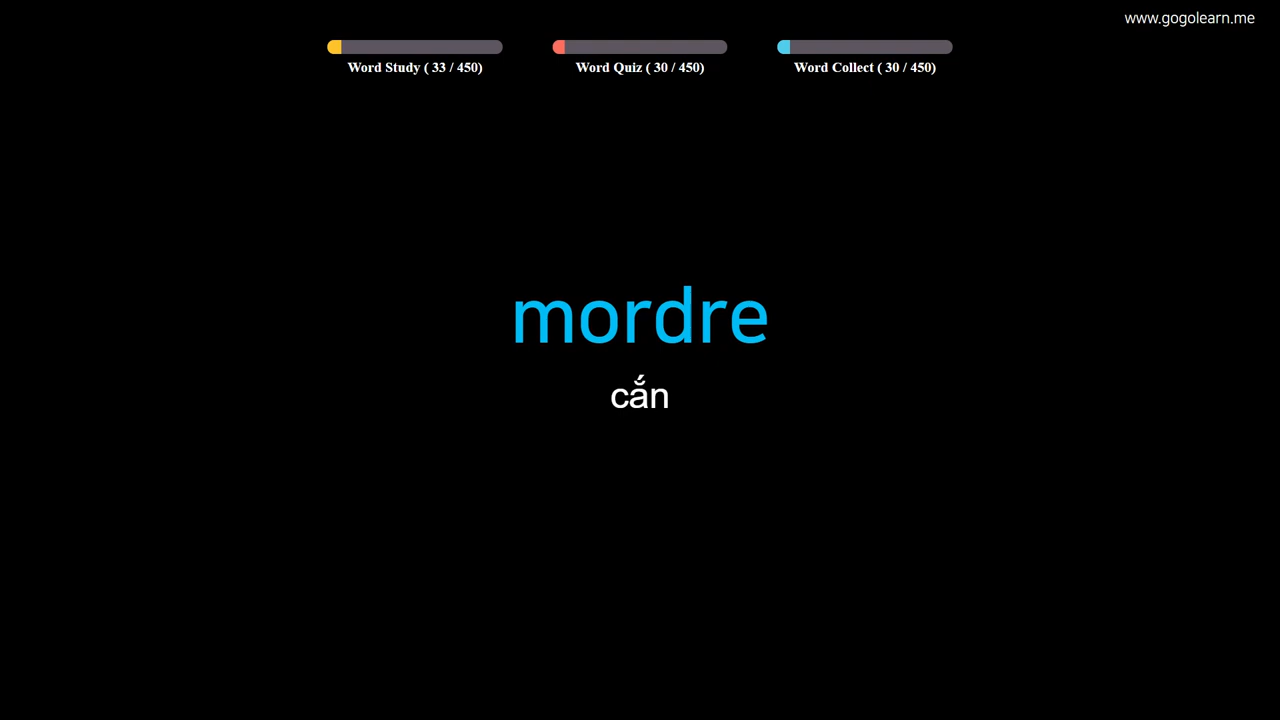 www.gogolearn.me
Word Study ( 33 / 450)
Word Quiz ( 30 / 450)
Word Collect ( 30 / 450)
mordre
cắn